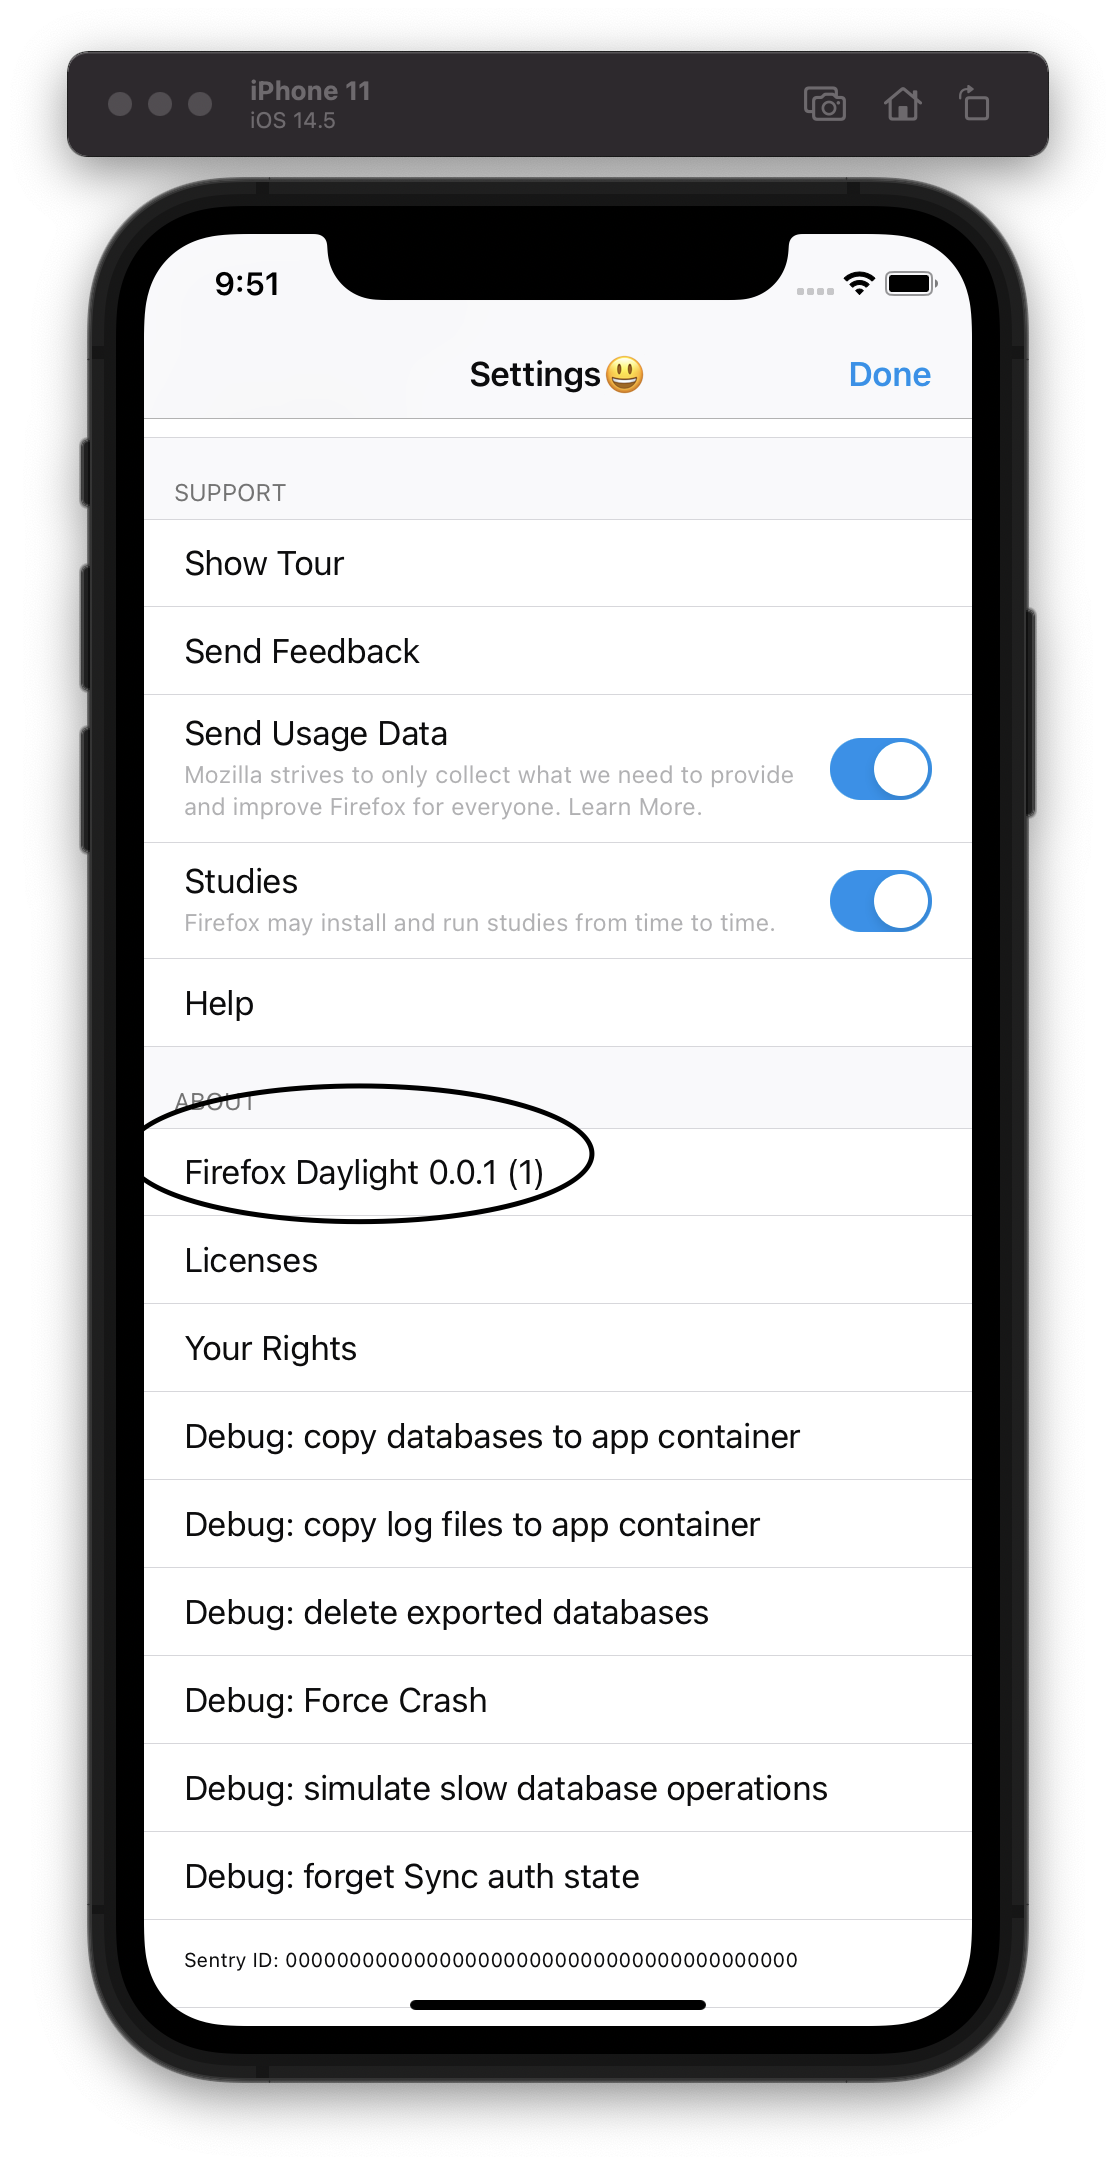 iPhone 11
iOS 14.5
9:51
Settings😃
Done
SUPPORT
Show Tour
Send Feedback
Send Usage Data
Mozilla strives to only collect what we need to provide
and improve Firefox for everyone. Learn More.
Studies
Firefox may install and run studies from time to time.
Help
ABOUT
Firefox Daylight 0.0.1 (1)
Licenses
Your Rights
Debug: copy databases to app container
Debug: copy log files to app container
Debug: delete exported databases
Debug: Force Crash
Debug: simulate slow database operations
Debug: forget Sync auth state
Sentry ID: 0000000000000000000000000000000000000000